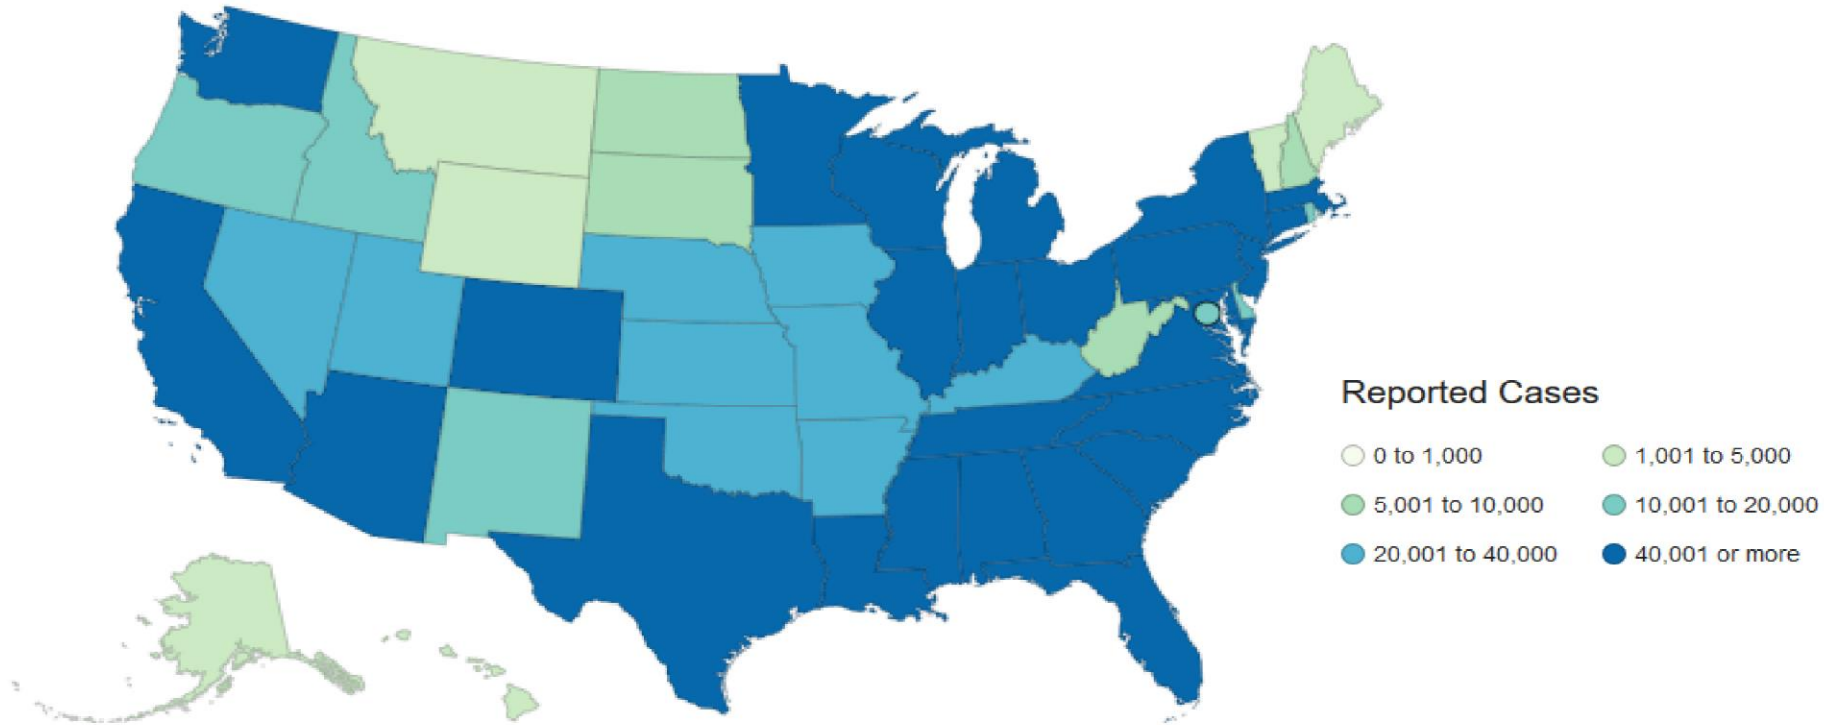 Reported Cases
0 to 1,000 1,001 to 5,000
5,001 to 10,000 10,001 to 20,000
20,001 to 40,000 40,001 or more